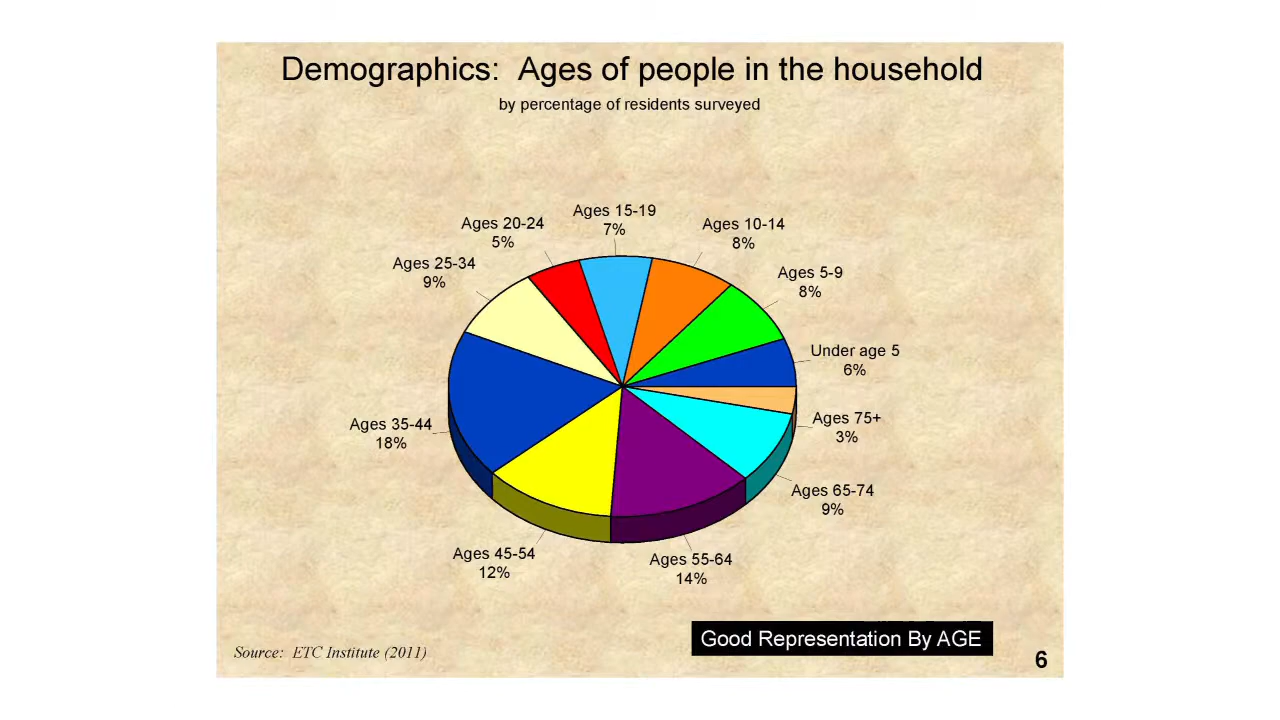 Demographics: Ages of people in the household
by percentage of residents surveyed
Ages 15-19
7%
Ages 20-24
5%
Ages 10-14
8%
Ages 25-34
9%
Ages 5-9
8%
Under age 5
6%
Ages 35-44
18%
Ages 75+
3%
Ages 65-74
9%
Ages 45-54
12%
Ages 55-64
14%
Good Representation By AGE
Source: ETC Institute (2011)
6